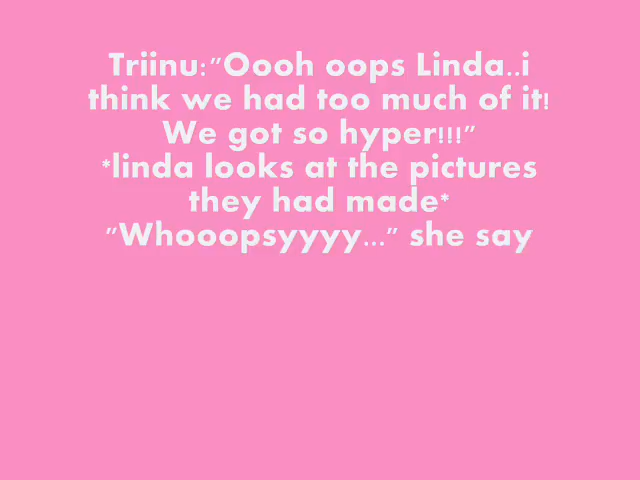 Triinu:"Oooh oops Linda..i
think we had too much of it!
We got so hyper!!!"
*linda looks at the pictures
they had made*
"Whooopsyyyy..." she say